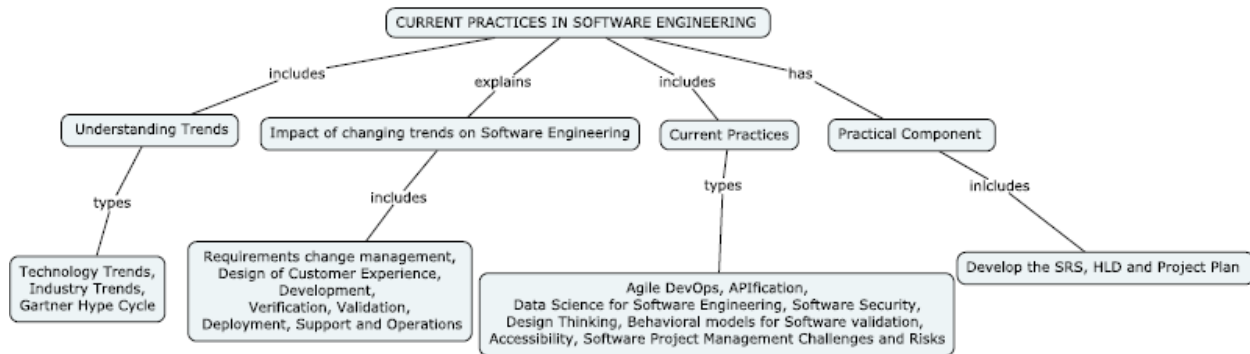 CURRENT PRACTICES IN SOFTWARE ENGINEERING
includes
explains
includes
has
Understanding Trends
Impact of changing trends on Software Engineering
Current Practices
Practical Component
types
includes
types
inlcludes
Technology Trends,
Industry Trends,
Gartner Hype Cycle
Requirements change management,
Design of Customer Experience,
Development,
Verification, Validation,
Deployment, Support and Operations
Agile DevOps, APIfication,
Data Science for Software Engineering, Software Security,
Design Thinking, Behavioral models for Software validation,
Accessibility, Software Project Management Challenges and Risks
Develop the SRS, HLD and Project Plan